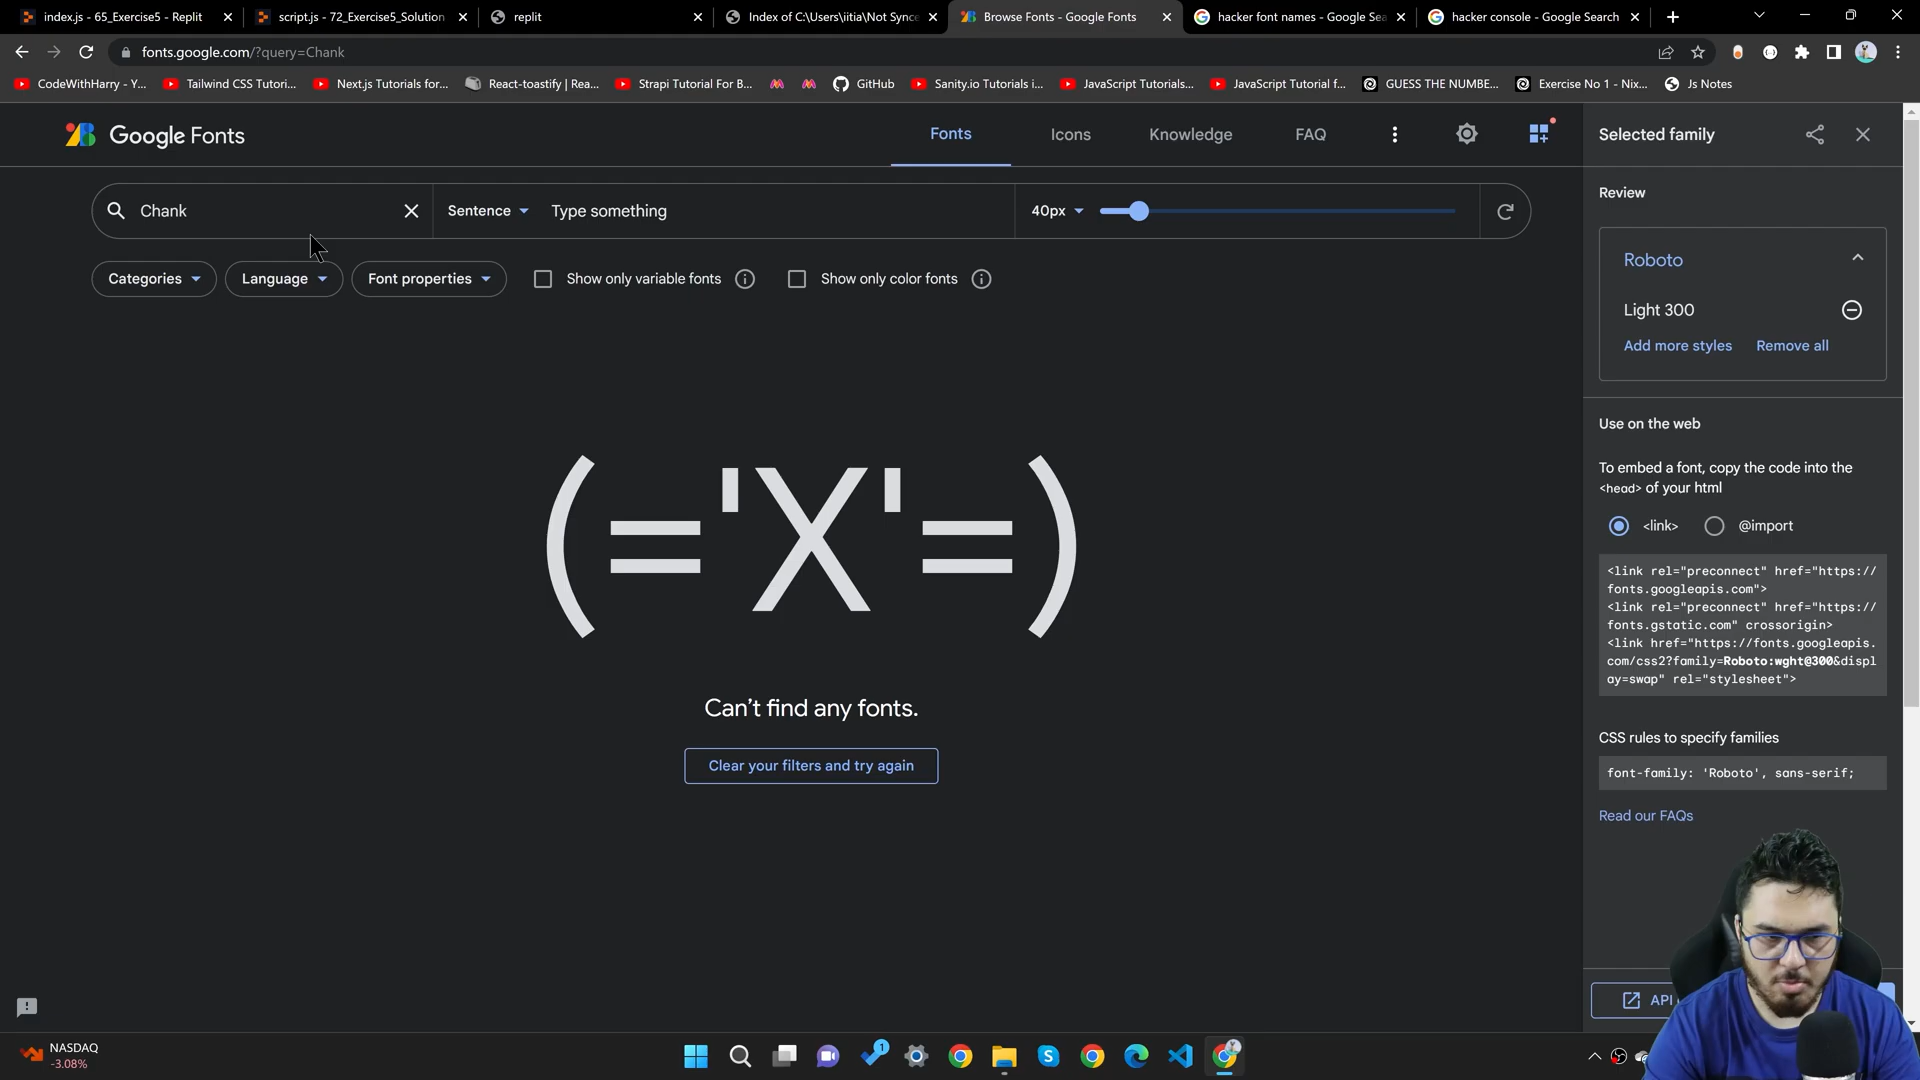 index.js - 65_Exercise5 - Replit
script.js - 72_Exercise5_Solution
replit
Index of C:\Users\iitia\Not Synce
Browse Fonts - Google Fonts
hacker font names - Google Sea
hacker console - Google Search
fonts.google.com/?query=Chank
CodeWithHarry - Y...
Tailwind CSS Tutori...
Next.js Tutorials for...
React-toastify | Rea...
Strapi Tutorial For B...
GitHub
Sanity.io Tutorials i...
JavaScript Tutorials...
JavaScript Tutorial f...
GUESS THE NUMBE...
Exercise No 1 - Nix...
Js Notes
Google Fonts
Fonts
Icons
Knowledge
FAQ
Selected family
Chank
Sentence
Type something
40px
Categories
Language
Font properties
Show only variable fonts
Show only color fonts
(='X'=)
Can't find any fonts.
Clear your filters and try again
Review
Roboto
Light 300
Add more styles
Remove all
Use on the web
To embed a font, copy the code into the
<head> of your html
<link>
@import
<link rel="preconnect" href="https://
fonts.googleapis.com">
<link rel="preconnect" href="https://
fonts.gstatic.com" crossorigin>
<link href="https://fonts.googleapis.
com/css2?family=Roboto:wght@300&displ
ay=swap" rel="stylesheet">
CSS rules to specify families
font-family: 'Roboto', sans-serif;
Read our FAQs
API
NASDAQ
-3.08%
1